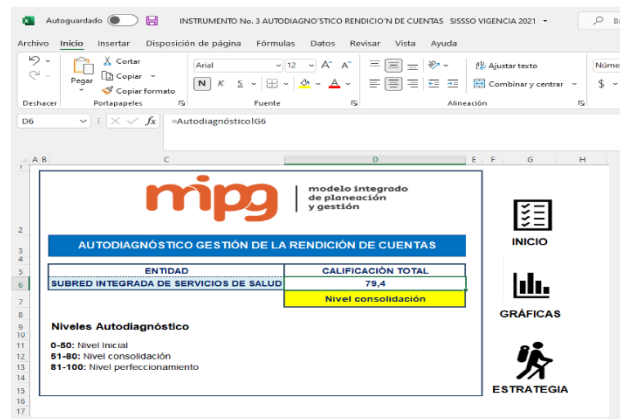 Autoguardado INSTRUMENTO No. 3 AUTODIAGNO'STICO RENDICIO'N DE CUENTAS SISSSO VIGENCIA 2021
Archivo Inicio Insertar Disposición de página Fórmulas Datos Revisar Vista Ayuda
Cortar
Copiar
Copiar formato
Pegar
Arial 12 A A
N K S A
Ajustar texto
Combinar y centrar
Núme
$
Deshacer Portapapeles Fuente Alineación
D6 fx =Autodiagnóstico!G6
A B C D E F G H
mipg
modelo integrado
de planeación
y gestión
AUTODIAGNÓSTICO GESTIÓN DE LA RENDICIÓN DE CUENTAS
ENTIDAD CALIFICACIÓN TOTAL
SUBRED INTEGRADA DE SERVICIOS DE SALUD 79,4
Nivel consolidación
Niveles Autodiagnóstico
0-50: Nivel Inicial
51-80: Nivel consolidación
81-100: Nivel perfeccionamiento
INICIO
GRÁFICAS
ESTRATEGIA
1
2
3
4
5
6
7
8
9
10
11
12
13
14
15
16
17